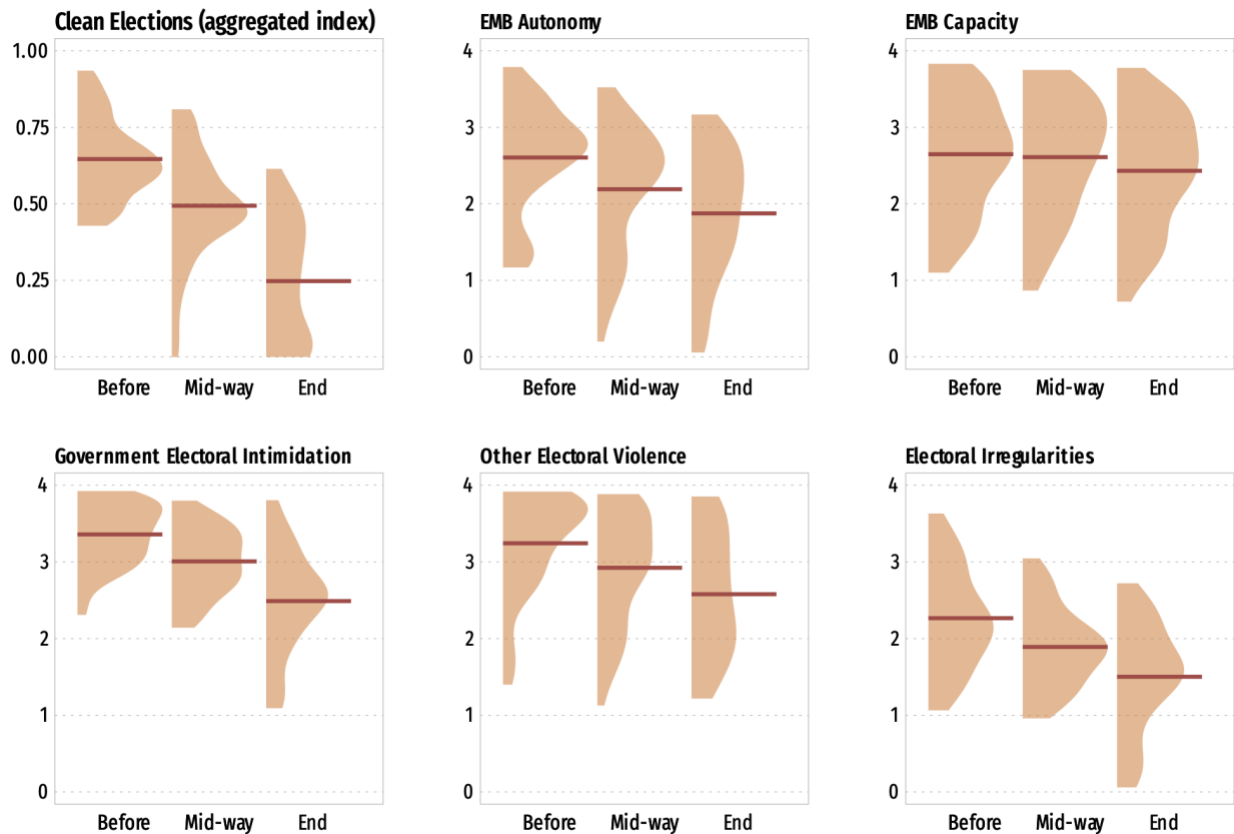 Clean Elections (aggregated index)
1.00
0.75
0.50
0.25
0.00
Before Mid-way End
EMB Autonomy
4
3
2
1
0
Before Mid-way End
EMB Capacity
4
3
2
1
0
Before Mid-way End
Government Electoral Intimidation
4
3
2
1
0
Before Mid-way End
Other Electoral Violence
4
3
2
1
0
Before Mid-way End
Electoral Irregularities
4
3
2
1
0
Before Mid-way End